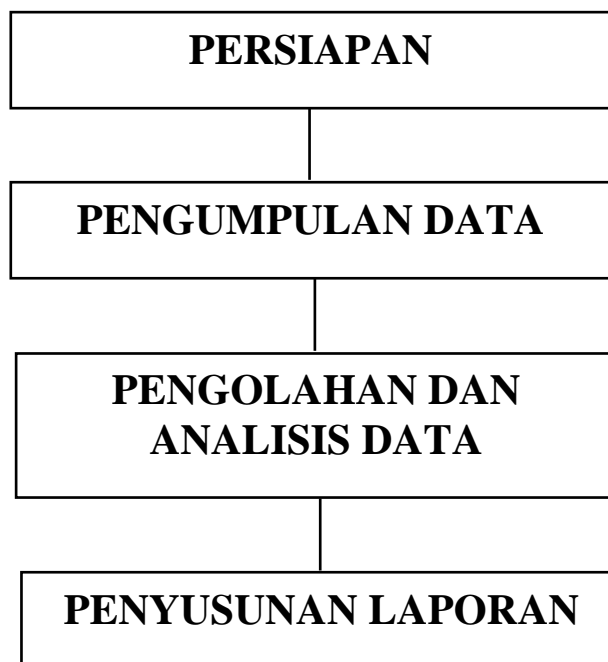 PERSIAPAN
PENGUMPULAN DATA
PENGOLAHAN DAN
ANALISIS DATA
PENYUSUNAN LAPORAN